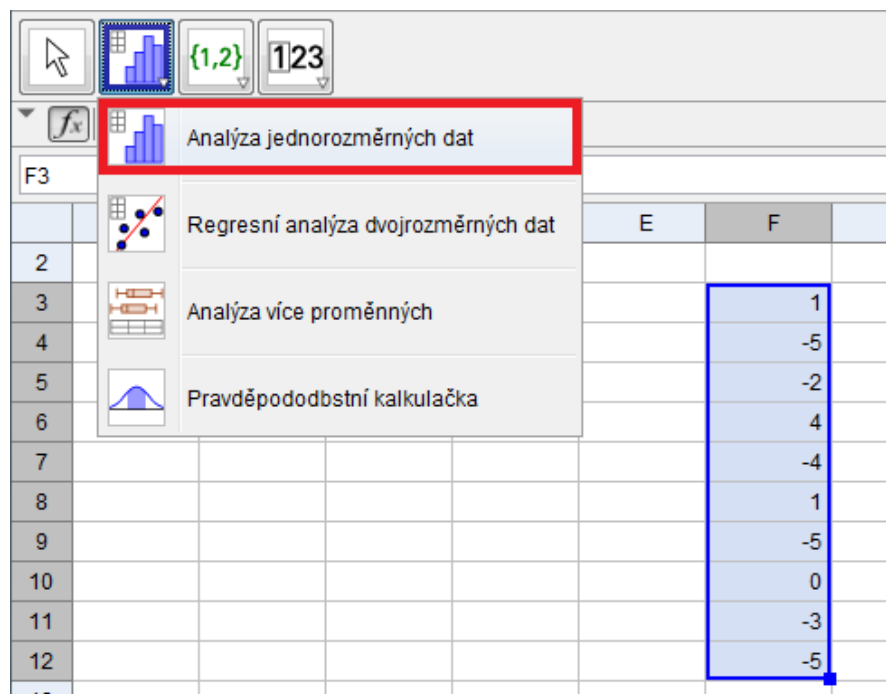 {1,2} 123
fx
Analýza jednorozměrných dat
F3
Regresní analýza dvojrozměrných dat
E F
2
3 1
Analýza více proměnných
4 -5
5 -2
Pravděpododbstní kalkulačka
6 4
7 -4
8 1
9 -5
10 0
11 -3
12 -5